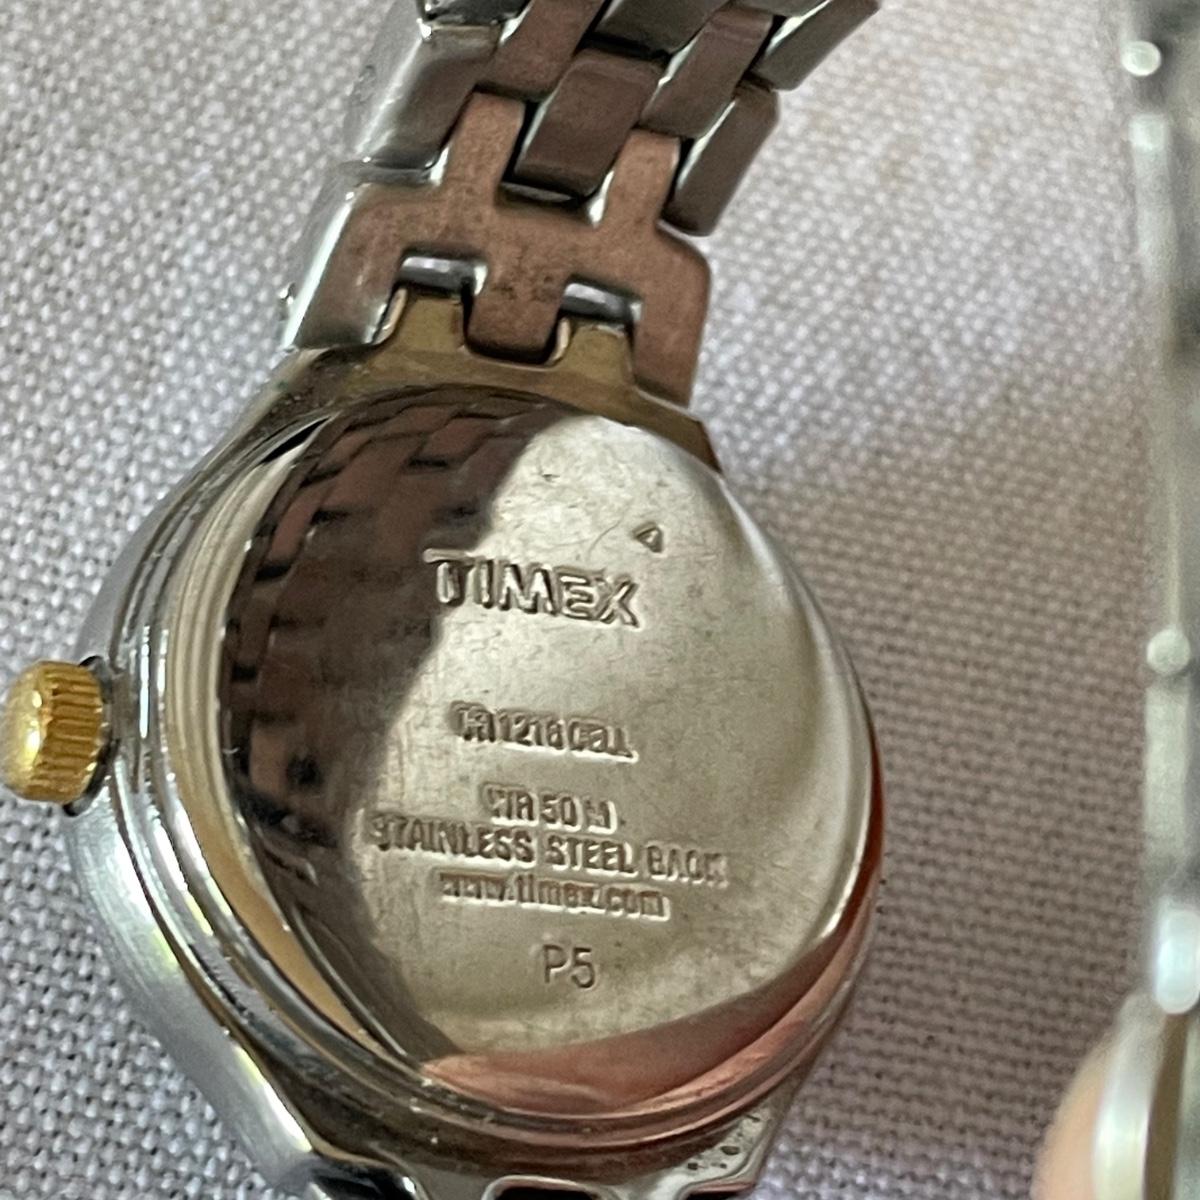 TIMEX
CR 1216 CELL
WR 50 M
STAINLESS STEEL BACK
www.timex.com
P5